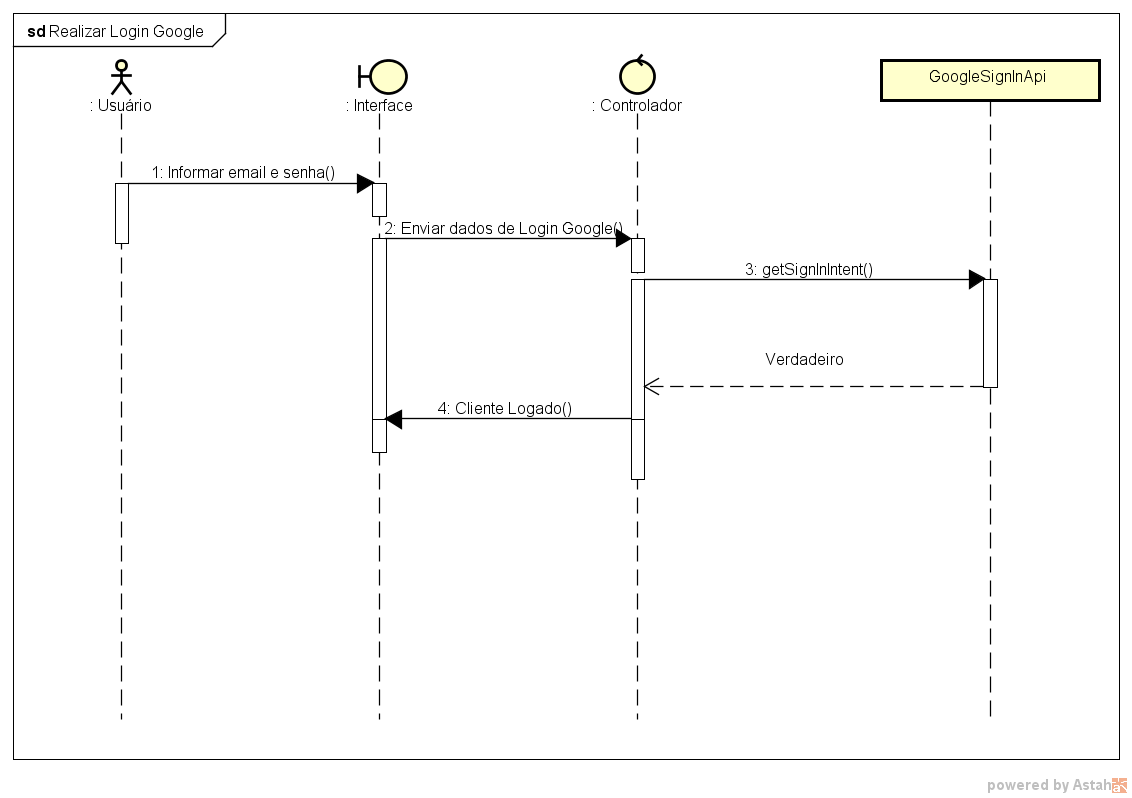 sd Realizar Login Google
: Usuário
: Interface
: Controlador
GoogleSignInApi
1: Informar email e senha()
2: Enviar dados de Login Google()
3: getSignInIntent()
Verdadeiro
4: Cliente Logado()
powered by Astah